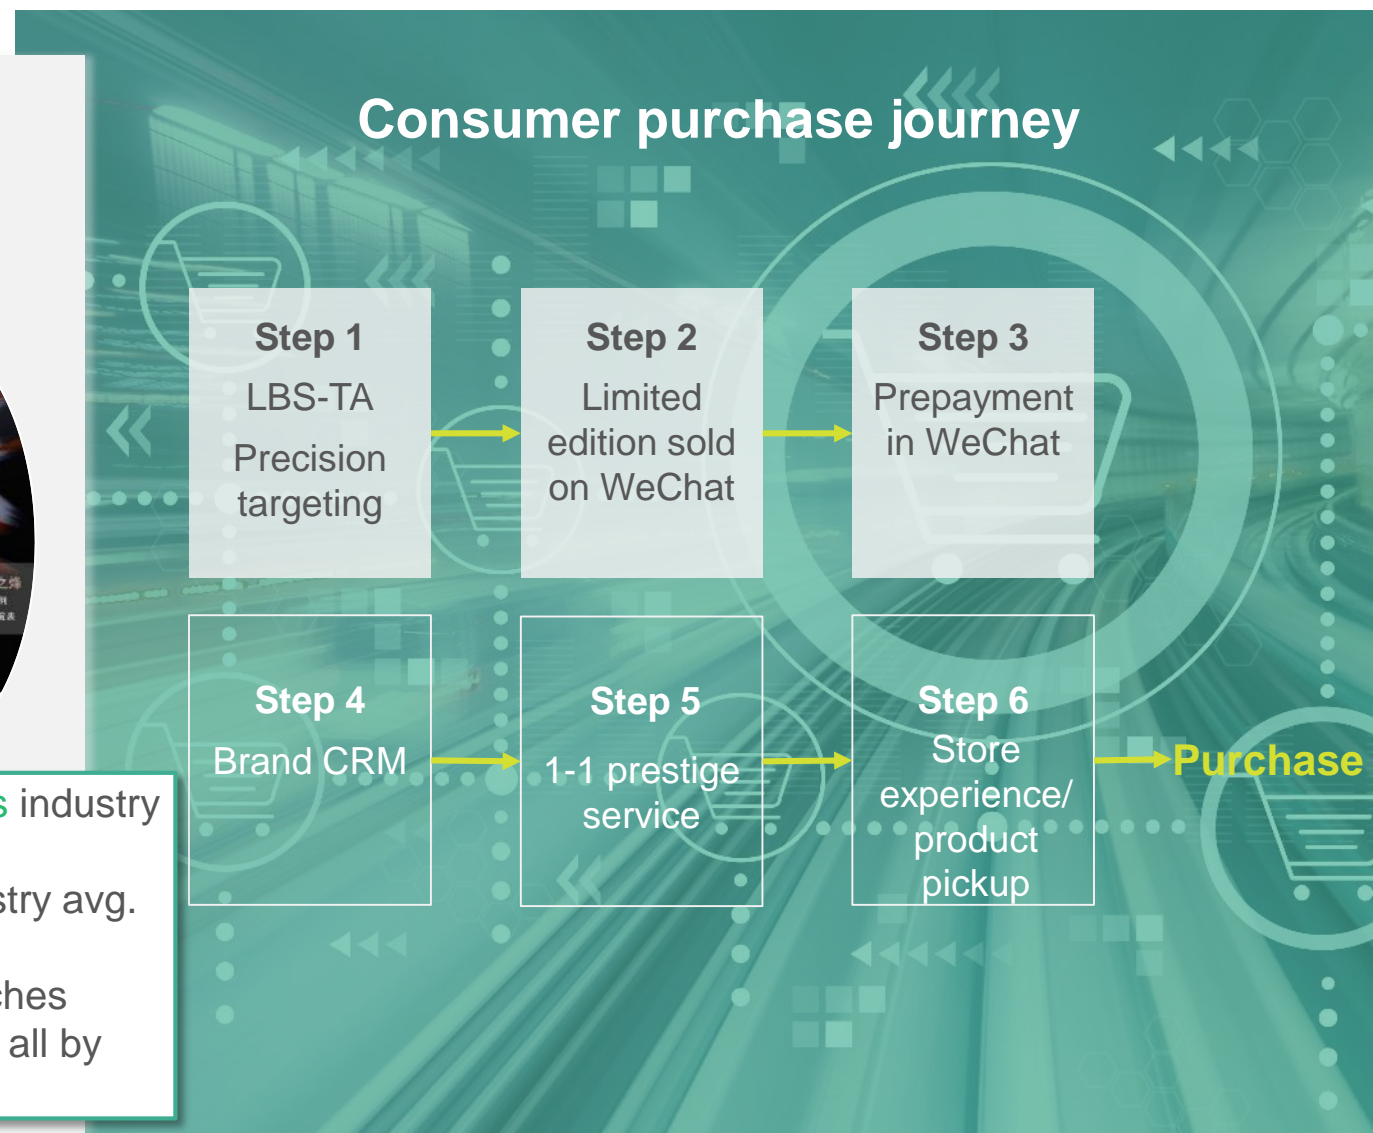 Consumer purchase journey
Step 1
LBS-TA
Precision
targeting
Step 2
Limited
edition sold
on WeChat
Step 3
Prepayment
in WeChat
Step 4
Brand CRM
Step 5
1-1 prestige
service
Step 6
Store
experience/
product
pickup
Purchase
industry
avg.
all by